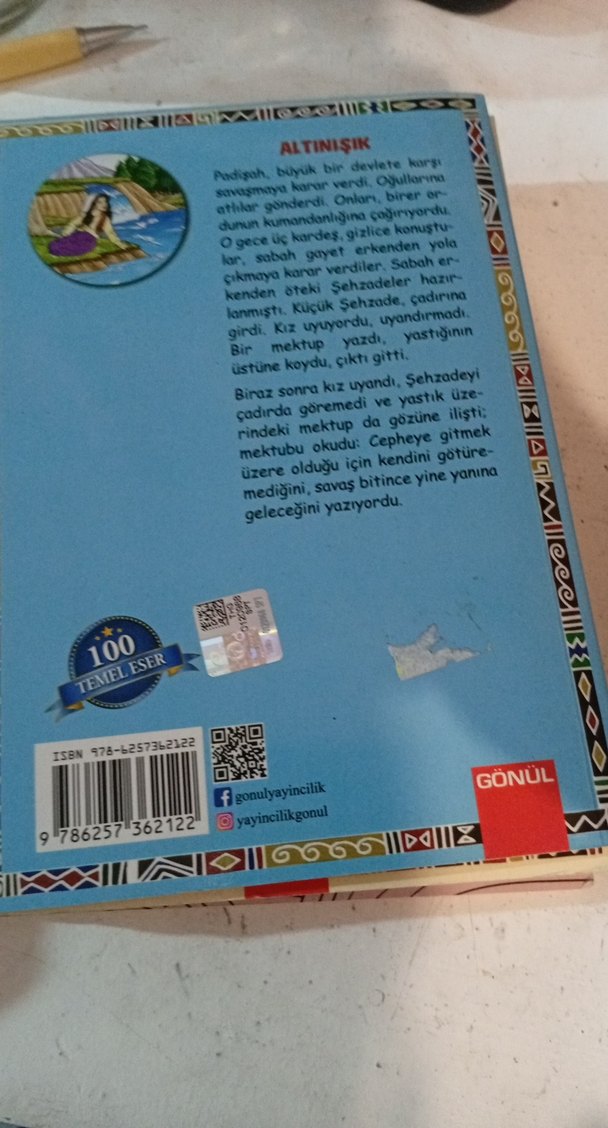 ALTINIŞIK
Padişah, büyük bir devlete karşı
savaşmaya karar verdi. Oğullarına
atlılar gönderdi. Onları, birer or-
dunun kumandanlığına çağırıyordu.
O gece üç kardeş, gizlice konuştu-
lar, sabah gayet erkenden yola
çıkmaya karar verdiler. Sabah er-
kenden öteki Şehzadeler hazır-
lanmıştı. Küçük Şehzade, çadırına
girdi. Kız uyuyordu, uyandırmadı.
Bir mektup yazdı, yastığının
üstüne koydu, çıktı gitti.
Biraz sonra kız uyandı, Şehzadeyi
çadırda göremedi ve yastık üze-
rindeki mektup da gözüne ilişti;
mektubu okudu: Cepheye gitmek
üzere olduğu için kendini götüre-
mediğini, savaş bitince yine yanına
geleceğini yazıyordu.
100
TEMEL ESER
ISBN 978-6257362122
9 786257 362122
gonulyayincilik
yayincilikgonul
GÖNÜL